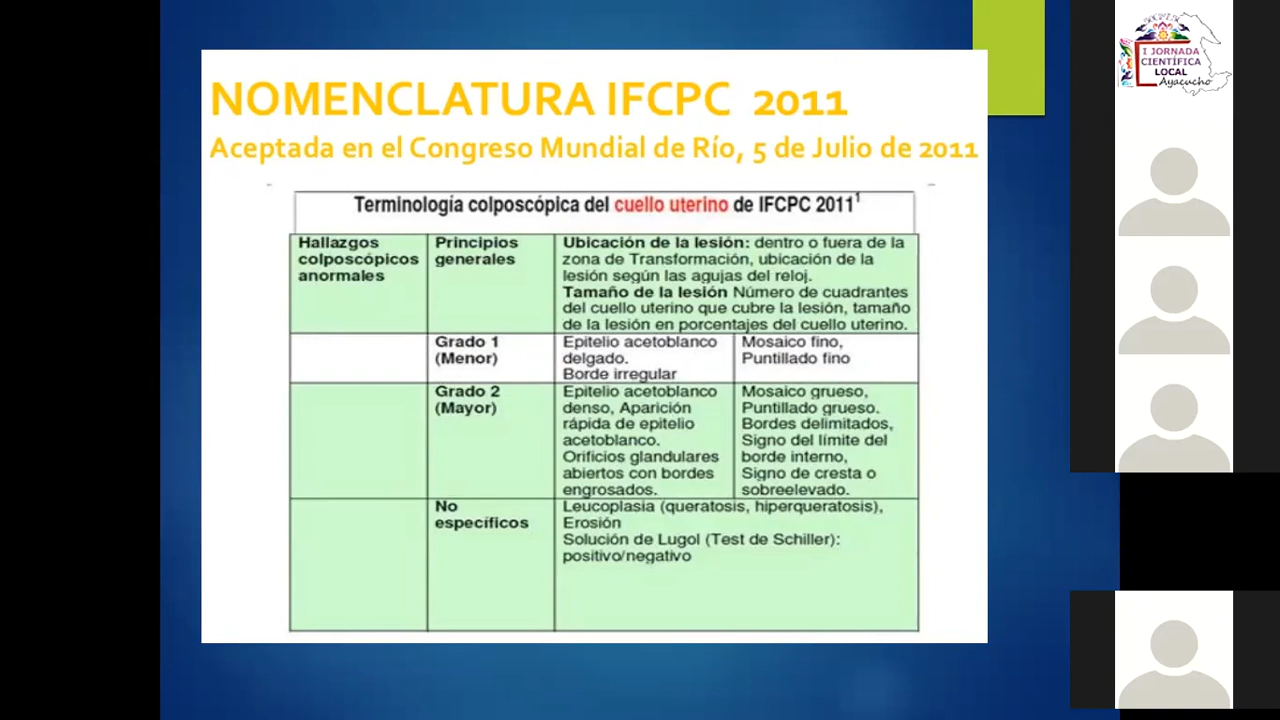 NOMENCLATURA IFCPC 2011
Aceptada en el Congreso Mundial de Río, 5 de Julio de 2011
Terminología colposcópica del cuello uterino de IFCPC 2011¹
Hallazgos
colposcópicos
anormales
Principios
generales
Ubicación de la lesión: dentro o fuera de la
zona de Transformación, ubicación de la
lesión según las agujas del reloj.
Tamaño de la lesión Número de cuadrantes
del cuello uterino que cubre la lesión, tamaño
de la lesión en porcentajes del cuello uterino.
Grado 1
(Menor)
Epitelio acetoblanco
delgado.
Borde irregular
Mosaico fino,
Puntillado fino
Grado 2
(Mayor)
Epitelio acetoblanco
denso, Aparición
rápida de epitelio
acetoblanco.
Orificios glandulares
abiertos con bordes
engrosados.
Mosaico grueso,
Puntillado grueso.
Bordes delimitados,
Signo del límite del
borde interno,
Signo de cresta o
sobreelevado.
No
específicos
Leucoplasia (queratosis, hiperqueratosis),
Erosión
Solución de Lugol (Test de Schiller):
positivo/negativo
I JORNADA
CIENTÍFICA
LOCAL
Ayacucho